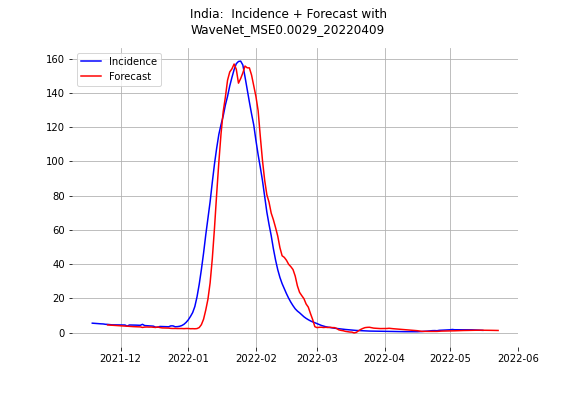 India:  Incidence + Forecast with
WaveNet_MSE0.0029_20220409
Incidence
Forecast
160
140
120
100
80
60
40
20
0
2021-12 2022-01 2022-02 2022-03 2022-04 2022-05 2022-06